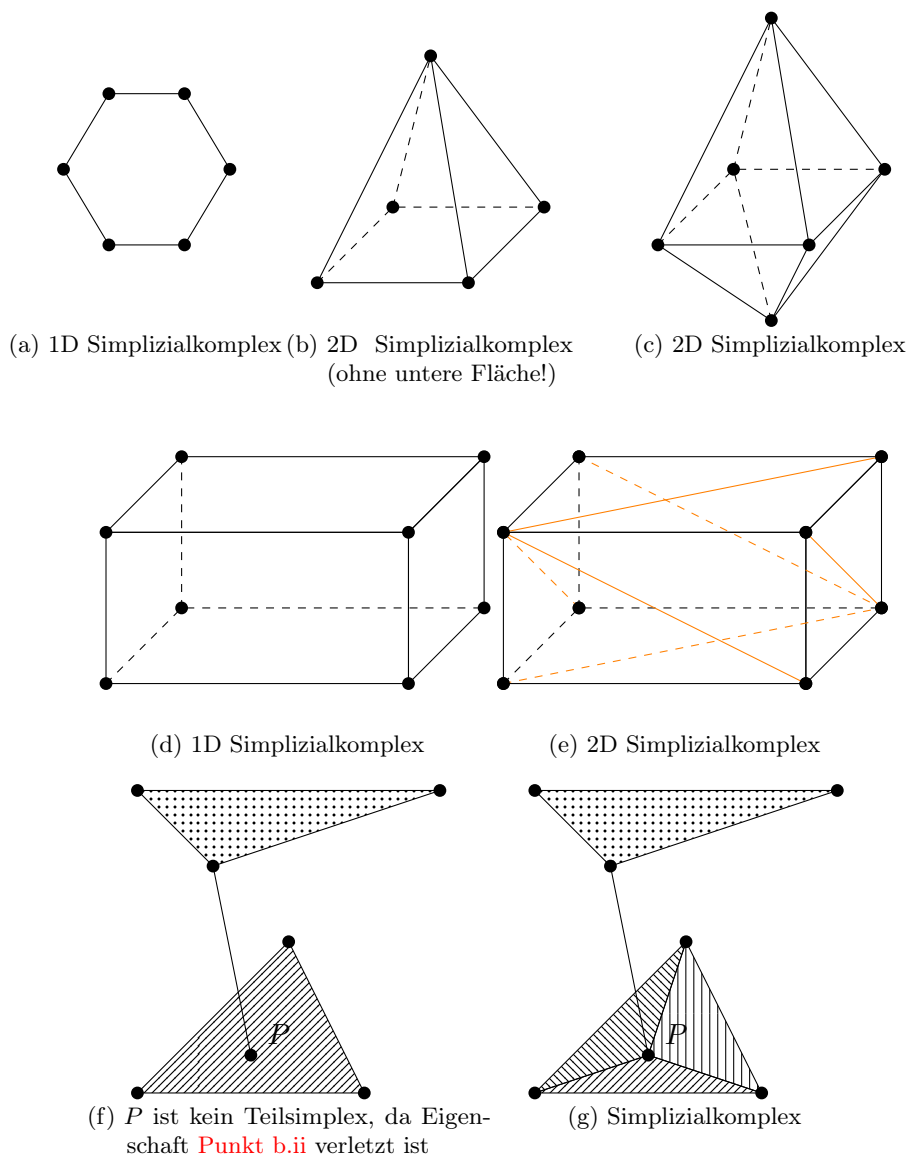 (a) 1D Simplizialkomplex
(b) 2D Simplizialkomplex
(ohne untere Fläche!)
(c) 2D Simplizialkomplex
(d) 1D Simplizialkomplex
(e) 2D Simplizialkomplex
P
P
(f) P ist kein Teilsimplex, da Eigen-
schaft Punkt b.ii verletzt ist
(g) Simplizialkomplex